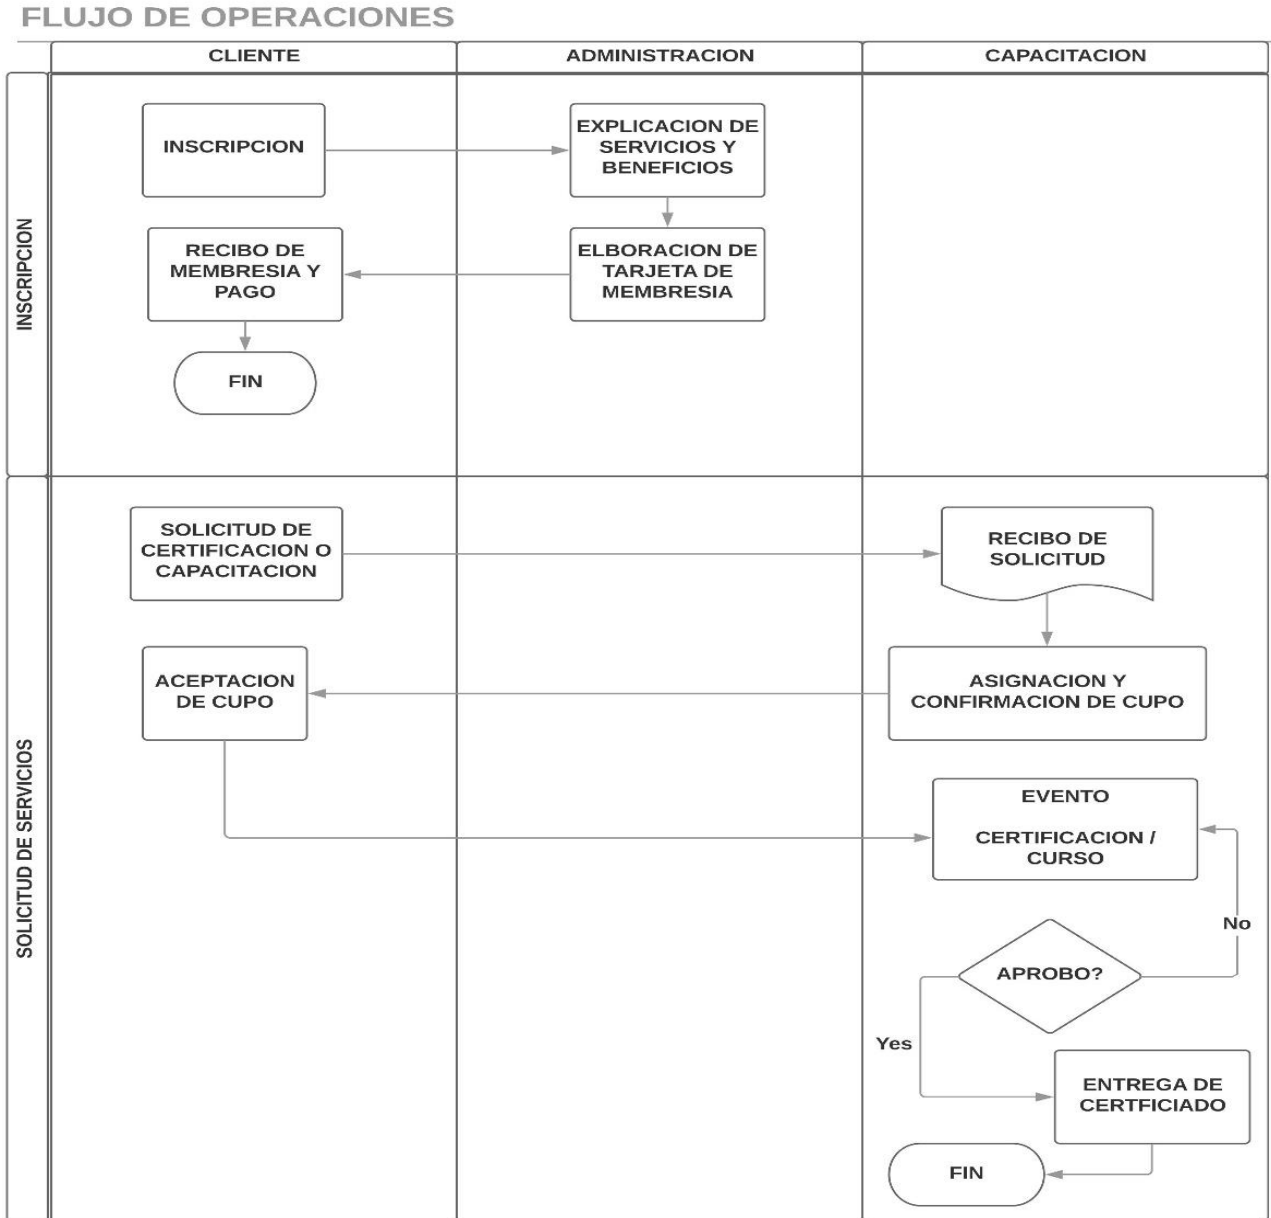 FLUJO DE OPERACIONES
CLIENTE
ADMINISTRACION
CAPACITACION
INSCRIPCION
INSCRIPCION
EXPLICACION DE
SERVICIOS Y
BENEFICIOS
RECIBO DE
MEMBRESIA Y
PAGO
ELBORACION DE
TARJETA DE
MEMBRESIA
FIN
SOLICITUD DE SERVICIOS
SOLICITUD DE
CERTIFICACION O
CAPACITACION
RECIBO DE
SOLICITUD
ACEPTACION
DE CUPO
ASIGNACION Y
CONFIRMACION DE CUPO
EVENTO
CERTIFICACION /
CURSO
No
APROBO?
Yes
ENTREGA DE
CERTFICIADO
FIN